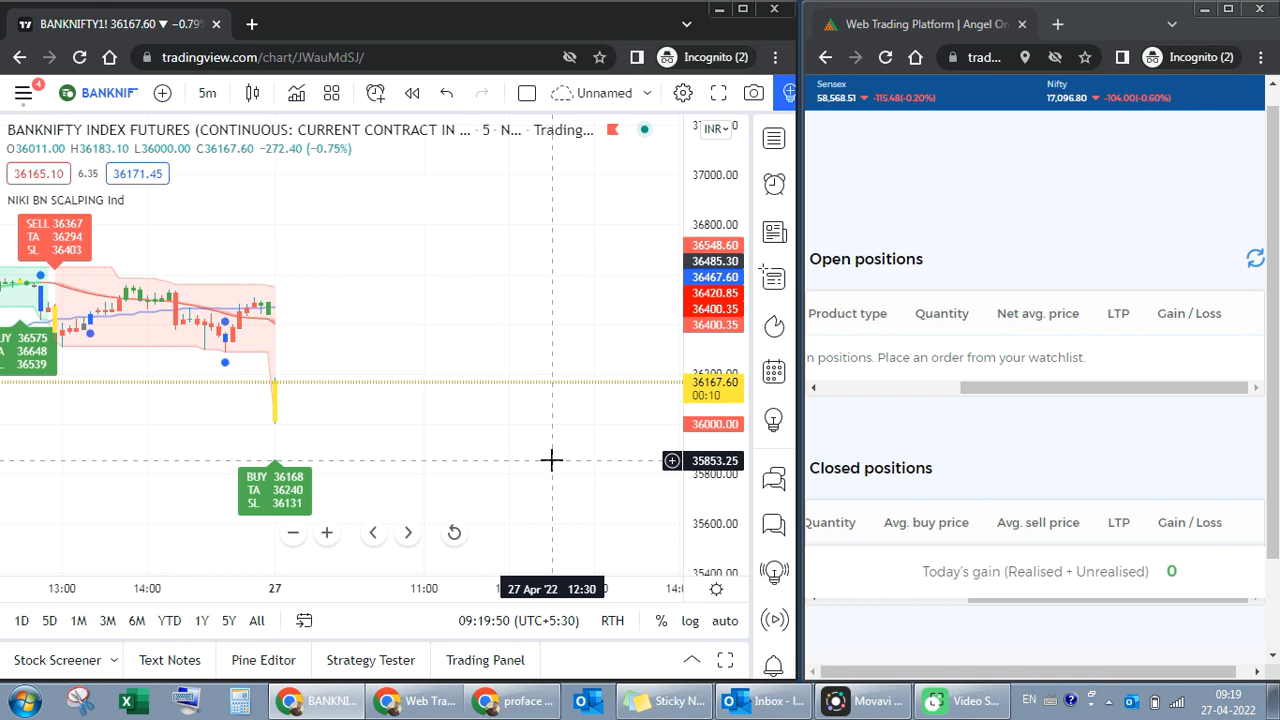 BANKNIFTY1! 36167.60 ▼ −0.79%
tradingview.com/chart/JWauMdSJ/
Incognito (2)
4
BANKNIF
5m
Unnamed
BANKNIFTY INDEX FUTURES (CONTINUOUS: CURRENT CONTRACT IN ... · 5 · N... · Trading...
INR
O36011.00 H36183.10 L36000.00 C36167.60 −272.40 (−0.75%)
36165.10 6.35 36171.45
NIKI BN SCALPING Ind
SELL 36367
TA 36294
SL 36403
UY 36575
A 36648
36539
BUY 36168
TA 36240
SL 36131
37000.00
36800.00
36548.60
36485.30
36467.60
36420.85
36400.35
36400.35
36167.60
00:10
36000.00
35853.25
35800.00
35600.00
35400.00
13:00 14:00 27 11:00 27 Apr '22 12:30 14:
1D 5D 1M 3M 6M YTD 1Y 5Y All
09:19:50 (UTC+5:30) RTH % log auto
Stock Screener Text Notes Pine Editor Strategy Tester Trading Panel
Web Trading Platform | Angel On
trad...
Incognito (2)
Sensex
58,568.51 -115.48(-0.20%)
Nifty
17,096.80 -104.00(-0.60%)
Open positions
Product type Quantity Net avg. price LTP Gain / Loss
n positions. Place an order from your watchlist.
Closed positions
Quantity Avg. buy price Avg. sell price LTP Gain / Loss
Today's gain (Realised + Unrealised) 0
BANKNI...
Web Tra...
proface ...
Sticky N...
Inbox - I...
Movavi ...
Video S...
EN
09:19
27-04-2022